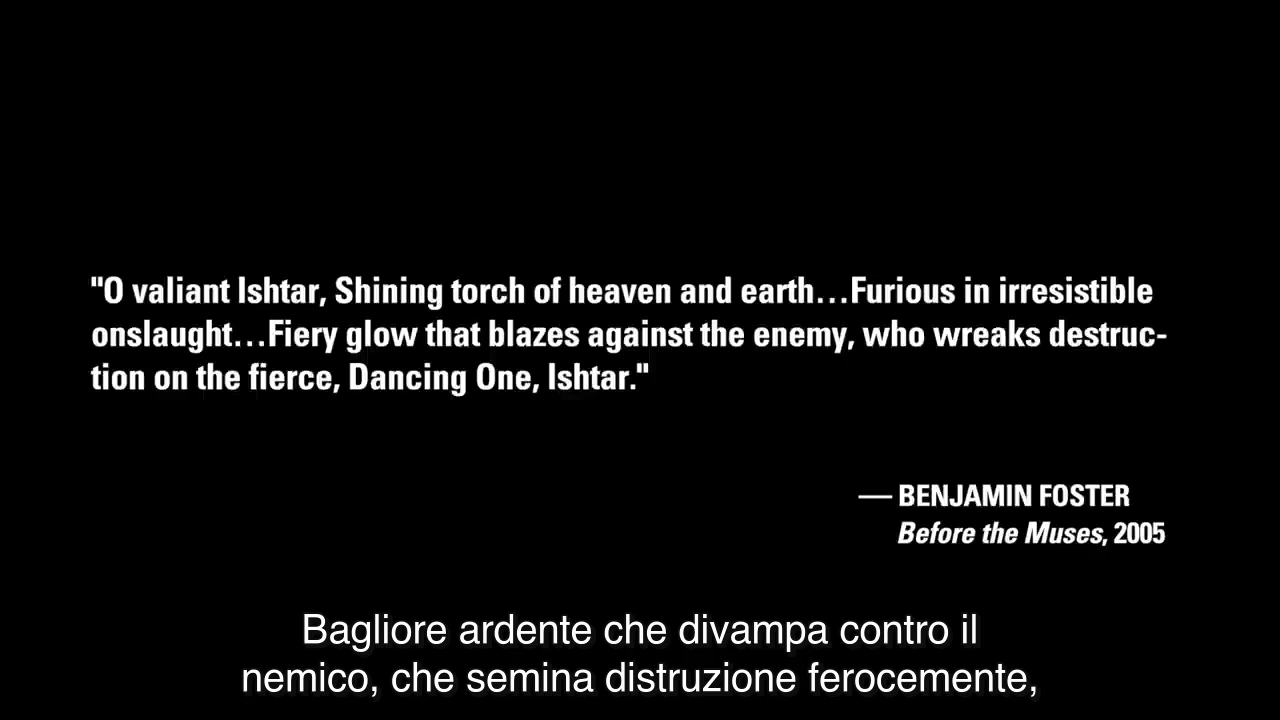 "O valiant Ishtar, Shining torch of heaven and earth...Furious in irresistible
onslaught...Fiery glow that blazes against the enemy, who wreaks destruc-
tion on the fierce, Dancing One, Ishtar."
— BENJAMIN FOSTER
Before the Muses, 2005
Bagliore ardente che divampa contro il
nemico, che semina distruzione ferocemente,